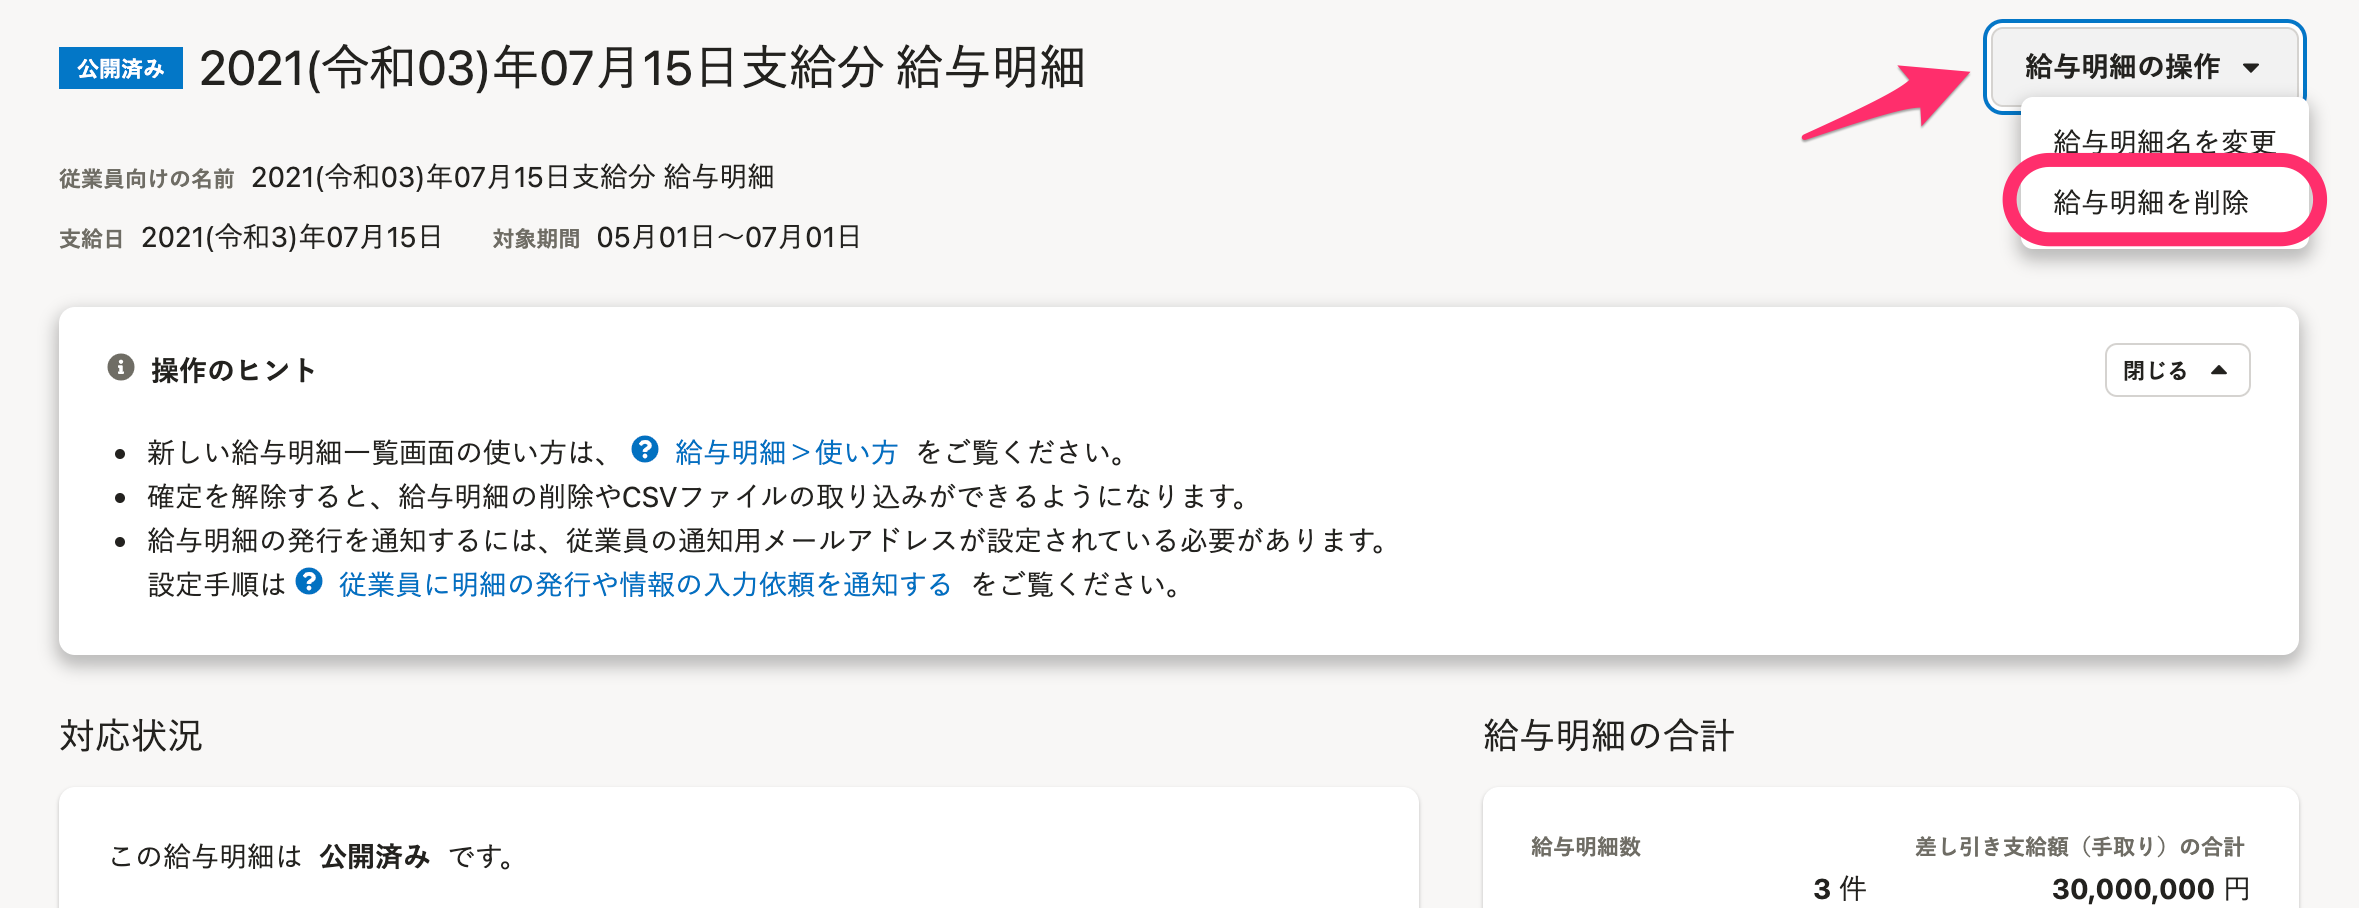 公開済み 2021(令和03)年07月15日支給分 給与明細
給与明細の操作
給与明細名を変更
給与明細を削除
従業員向けの名前 2021(令和03)年07月15日支給分 給与明細
支給日 2021(令和3)年07月15日 対象期間 05月01日〜07月01日
操作のヒント
閉じる
新しい給与明細一覧画面の使い方は、 給与明細＞使い方 をご覧ください。
確定を解除すると、給与明細の削除やCSVファイルの取り込みができるようになります。
給与明細の発行を通知するには、従業員の通知用メールアドレスが設定されている必要があります。
設定手順は 従業員に明細の発行や情報の入力依頼を通知する をご覧ください。
対応状況
この給与明細は 公開済み です。
給与明細の合計
給与明細数
3 件
差し引き支給額（手取り）の合計
30,000,000 円